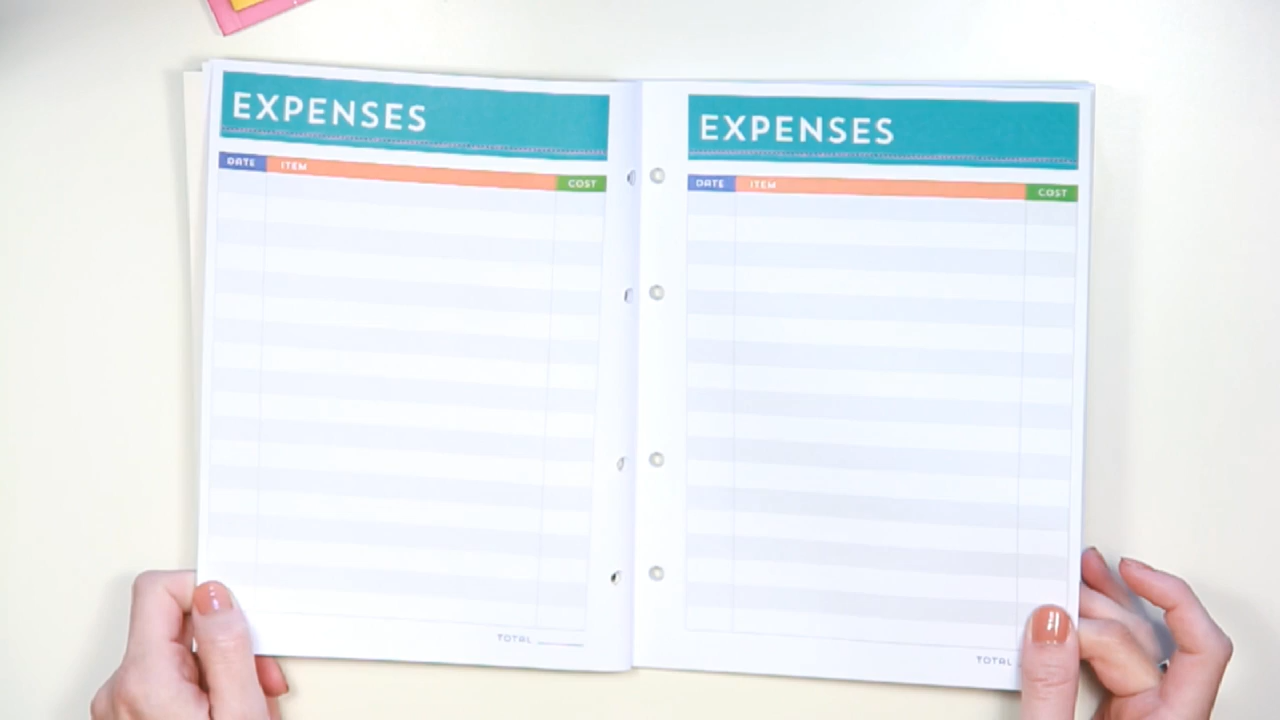 EXPENSES
DATE ITEM COST
TOTAL
EXPENSES
DATE ITEM COST
TOTAL